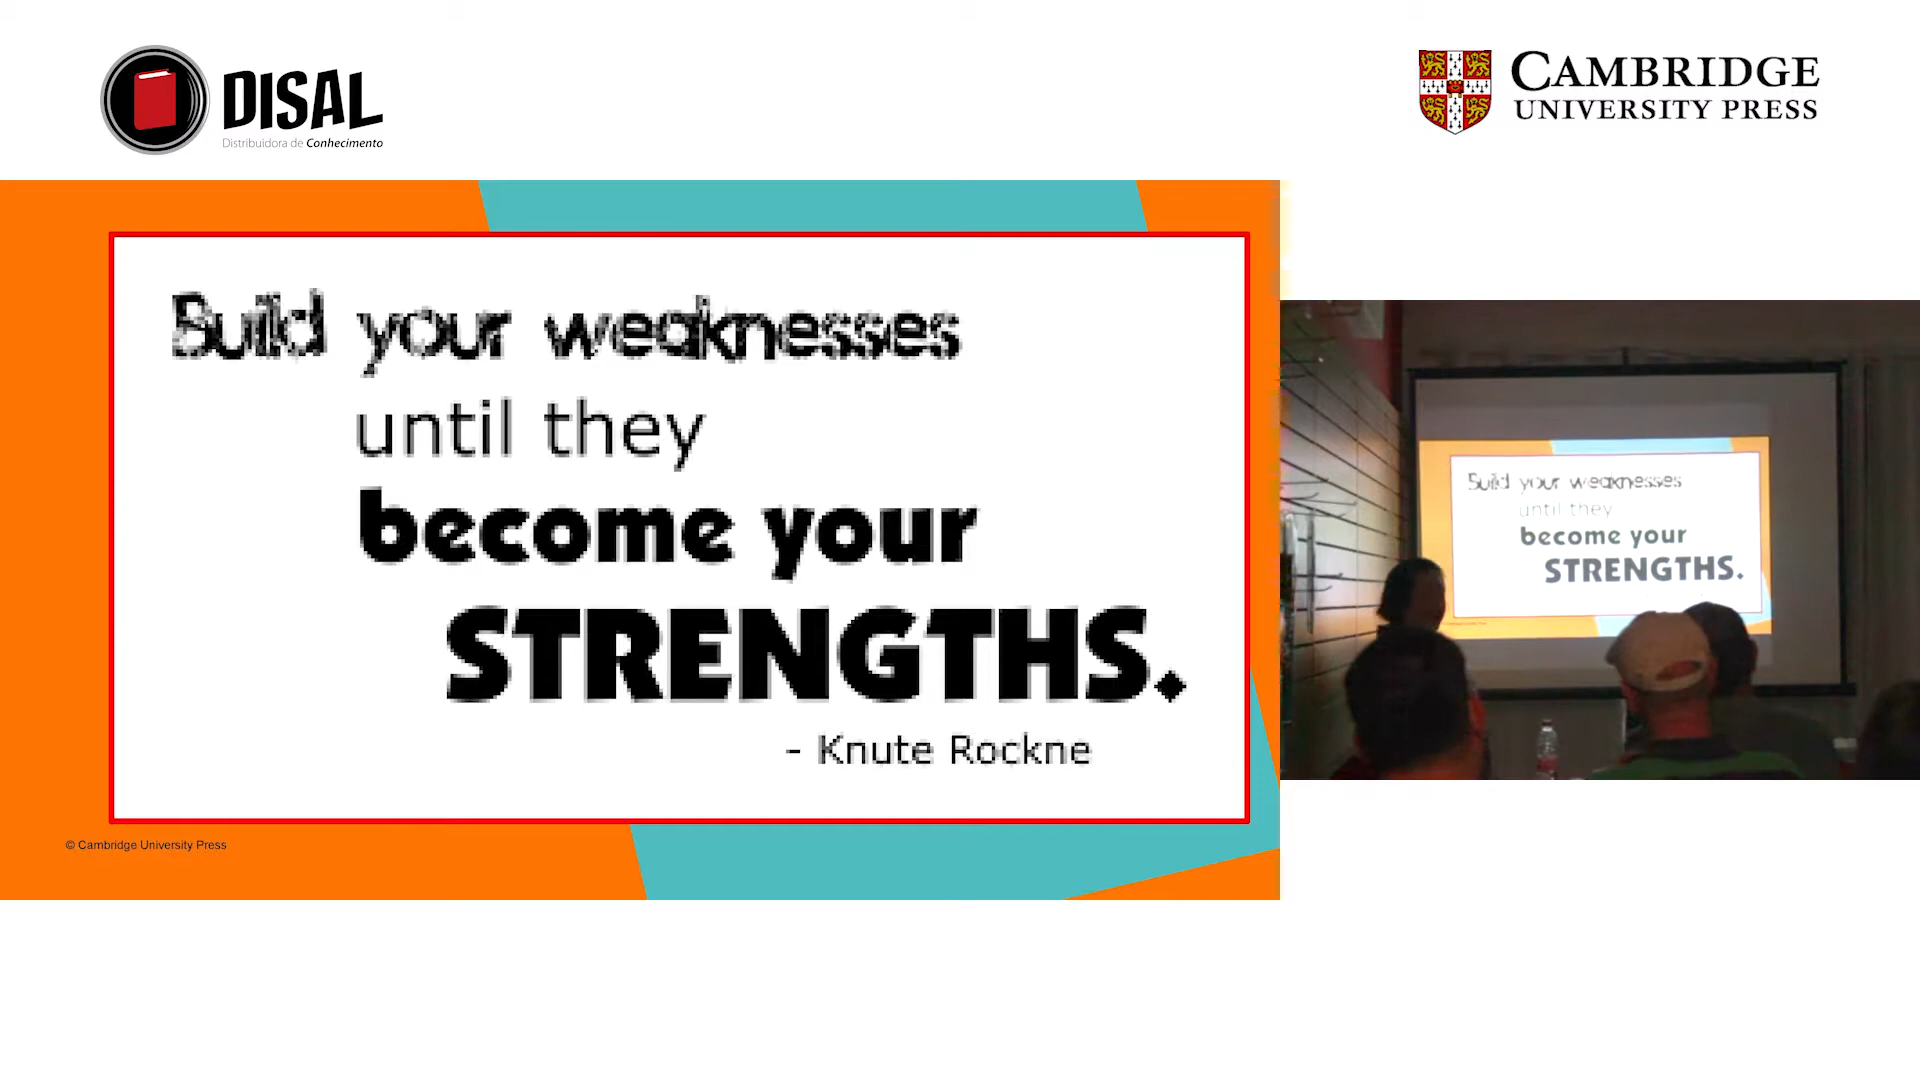 DISAL
Distribuidora de Conhecimento
CAMBRIDGE
UNIVERSITY PRESS
Build your weaknesses
until they
become your
STRENGTHS.
- Knute Rockne
© Cambridge University Press
Build your weaknesses
until they
become your
STRENGTHS.